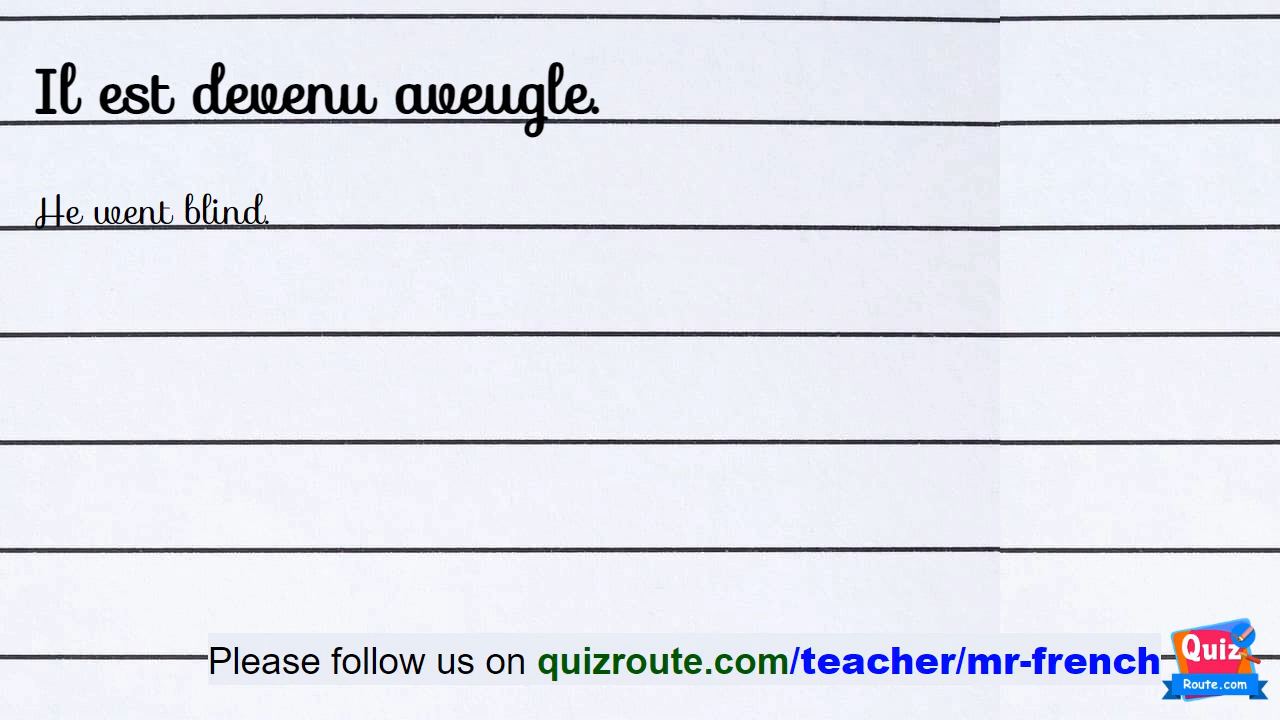 Il est devenu aveugle.
He went blind.
Please follow us on quizroute.com/teacher/mr-french
Quiz
Route.com